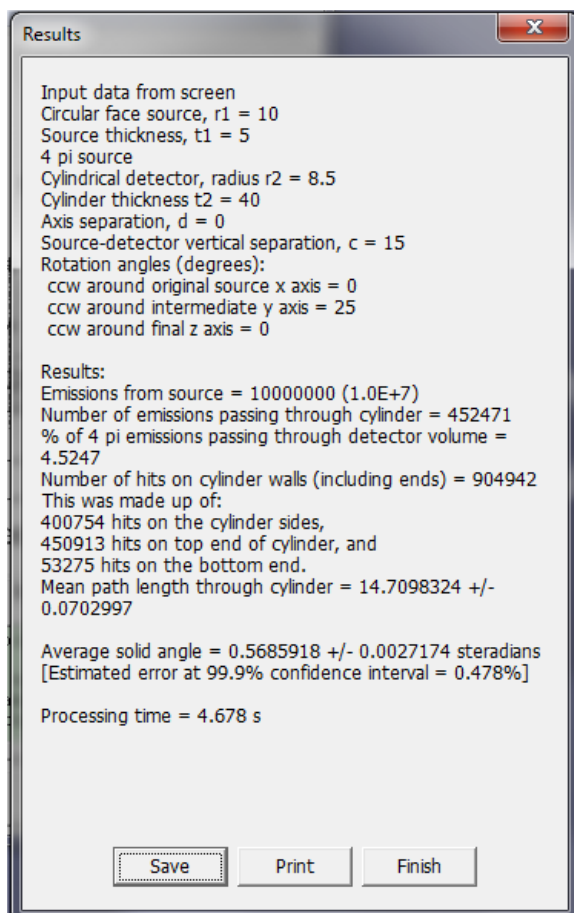 Results
Input data from screen
Circular face source, r1 = 10
Source thickness, t1 = 5
4 pi source
Cylindrical detector, radius r2 = 8.5
Cylinder thickness t2 = 40
Axis separation, d = 0
Source-detector vertical separation, c = 15
Rotation angles (degrees):
ccw around original source x axis = 0
ccw around intermediate y axis = 25
ccw around final z axis = 0
Results:
Emissions from source = 10000000 (1.0E+7)
Number of emissions passing through cylinder = 452471
% of 4 pi emissions passing through detector volume =
4.5247
Number of hits on cylinder walls (including ends) = 904942
This was made up of:
400754 hits on the cylinder sides,
450913 hits on top end of cylinder, and
53275 hits on the bottom end.
Mean path length through cylinder = 14.7098324 +/-
0.0702997
Average solid angle = 0.5685918 +/- 0.0027174 steradians
[Estimated error at 99.9% confidence interval = 0.478%]
Processing time = 4.678 s
Save Print Finish